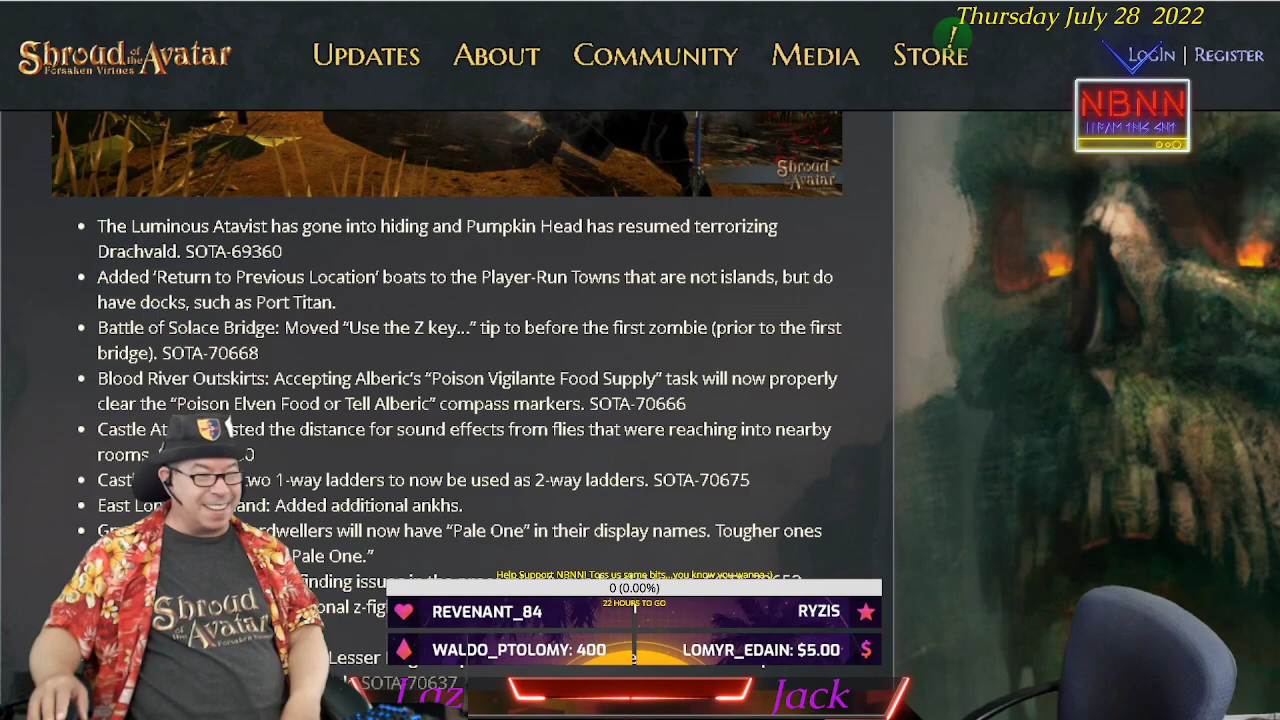 Thursday July 28 2022
Shroud of the Avatar
Forsaken Virtues
UPDATES ABOUT COMMUNITY MEDIA STORE
!
LOGIN | REGISTER
NBNN
Shroud of the Avatar
The Luminous Atavist has gone into hiding and Pumpkin Head has resumed terrorizing
Drachvald. SOTA-69360
Added ‘Return to Previous Location’ boats to the Player-Run Towns that are not islands, but do
have docks, such as Port Titan.
Battle of Solace Bridge: Moved “Use the Z key...” tip to before the first zombie (prior to the first
bridge). SOTA-70668
Blood River Outskirts: Accepting Alberic’s “Poison Vigilante Food Supply” task will now properly
clear the “Poison Elven Food or Tell Alberic” compass markers. SOTA-70666
Castle the distance for sound effects from flies that were reaching into nearby
rooms.
two 1-way ladders to now be used as 2-way ladders. SOTA-70675
East Added additional ankhs.
will now have “Pale One” in their display names. Tougher ones
Pale One.”
Help Support NBNN! Toss us some bits...you know you wanna :)
0 (0.00%)
22 HOURS TO GO
REVENANT_84 RYZIS
WALDO_PTOLOMY: 400 LOMYR_EDAIN: $5.00
Lesser
SOTA-70637
Shroud of the Avatar
Forsaken Virtues
Laz Jack